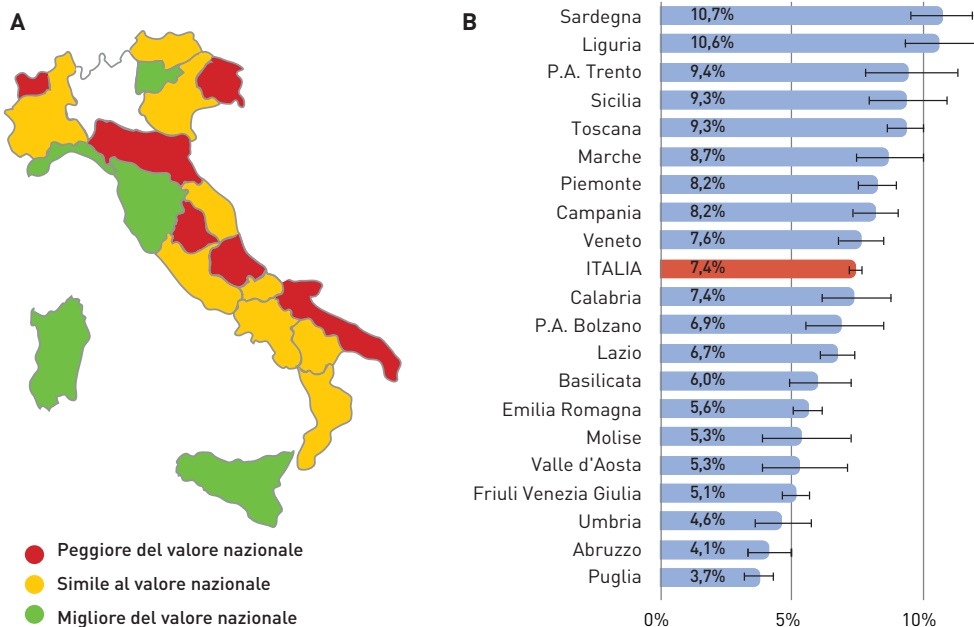 A
Peggiore del valore nazionale
Simile al valore nazionale
Migliore del valore nazionale
B
Sardegna 10,7%
Liguria 10,6%
P.A. Trento 9,4%
Sicilia 9,3%
Toscana 9,3%
Marche 8,7%
Piemonte 8,2%
Campania 8,2%
Veneto 7,6%
ITALIA 7,4%
Calabria 7,4%
P.A. Bolzano 6,9%
Lazio 6,7%
Basilicata 6,0%
Emilia Romagna 5,6%
Molise 5,3%
Valle d'Aosta 5,3%
Friuli Venezia Giulia 5,1%
Umbria 4,6%
Abruzzo 4,1%
Puglia 3,7%
0% 5% 10%